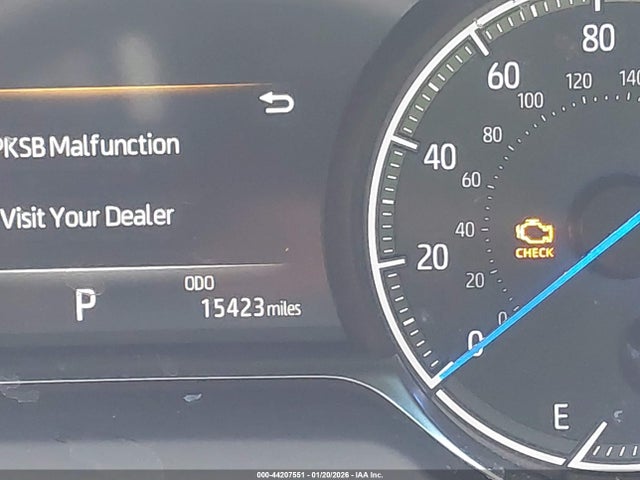 PKSB Malfunction
Visit Your Dealer
P
ODO
15423 miles
80
60
40
20
0
140
120
100
80
60
40
20
0
CHECK
E
000-44207551 - 01/20/2026 - IAA Inc.